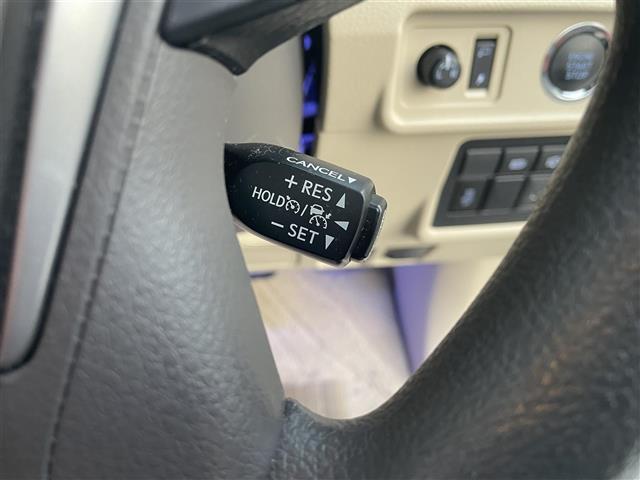 CANCEL▼
+ RES ▲
HOLD /
− SET ▼
ENGINE
START
STOP